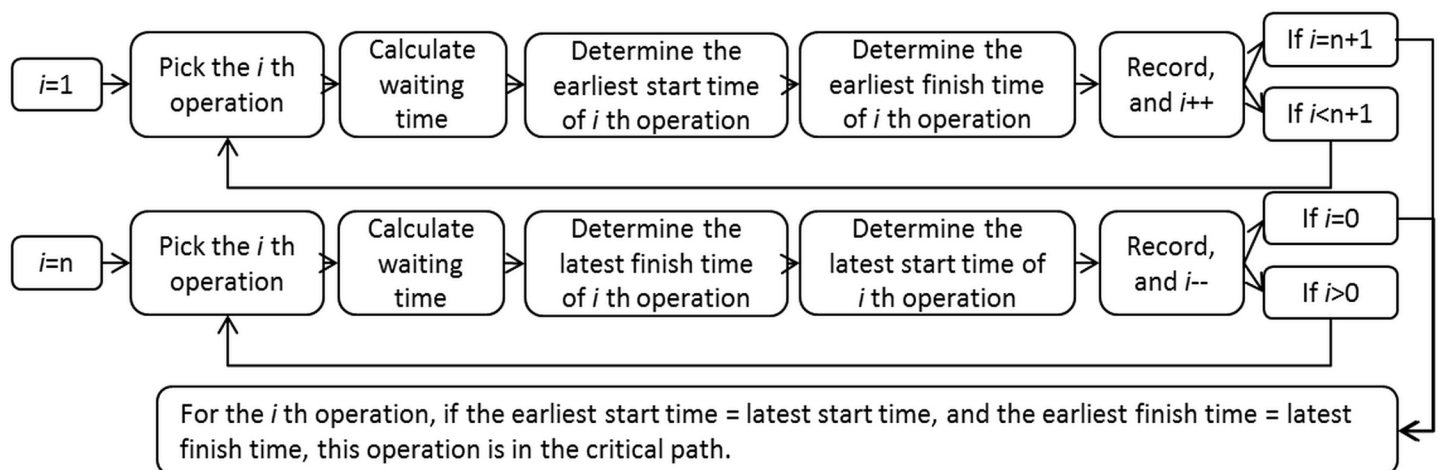 i=1
Pick the i th
operation
Calculate
waiting
time
Determine the
earliest start time
of i th operation
Determine the
earliest finish time
of i th operation
Record,
and i++
If i=n+1
If i<n+1
i=n
Pick the i th
operation
Calculate
waiting
time
Determine the
latest finish time
of i th operation
Determine the
latest start time of
i th operation
Record,
and i--
If i=0
If i>0
For the i th operation, if the earliest start time = latest start time, and the earliest finish time = latest
finish time, this operation is in the critical path.